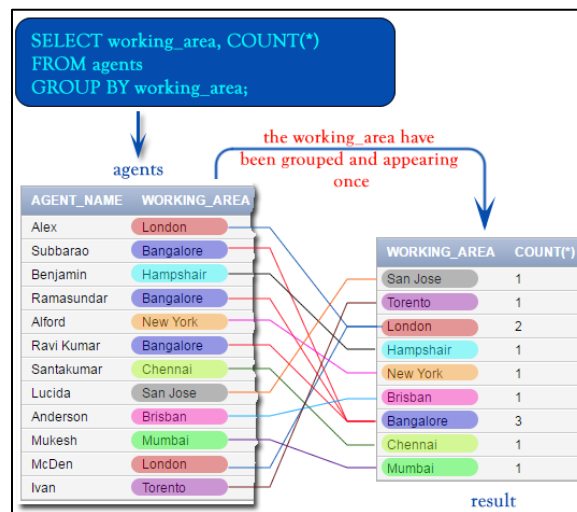 SELECT working_area, COUNT(*)
FROM agents
GROUP BY working_area;
the working_area have
been grouped and appearing
once
agents
AGENT_NAME WORKING_AREA
Alex London
Subbarao Bangalore
Benjamin Hampshair
Ramasundar Bangalore
Alford New York
Ravi Kumar Bangalore
Santakumar Chennai
Lucida San Jose
Anderson Brisban
Mukesh Mumbai
McDen London
Ivan Torento
WORKING_AREA COUNT(*)
San Jose 1
Torento 1
London 2
Hampshair 1
New York 1
Brisban 1
Bangalore 3
Chennai 1
Mumbai 1
result